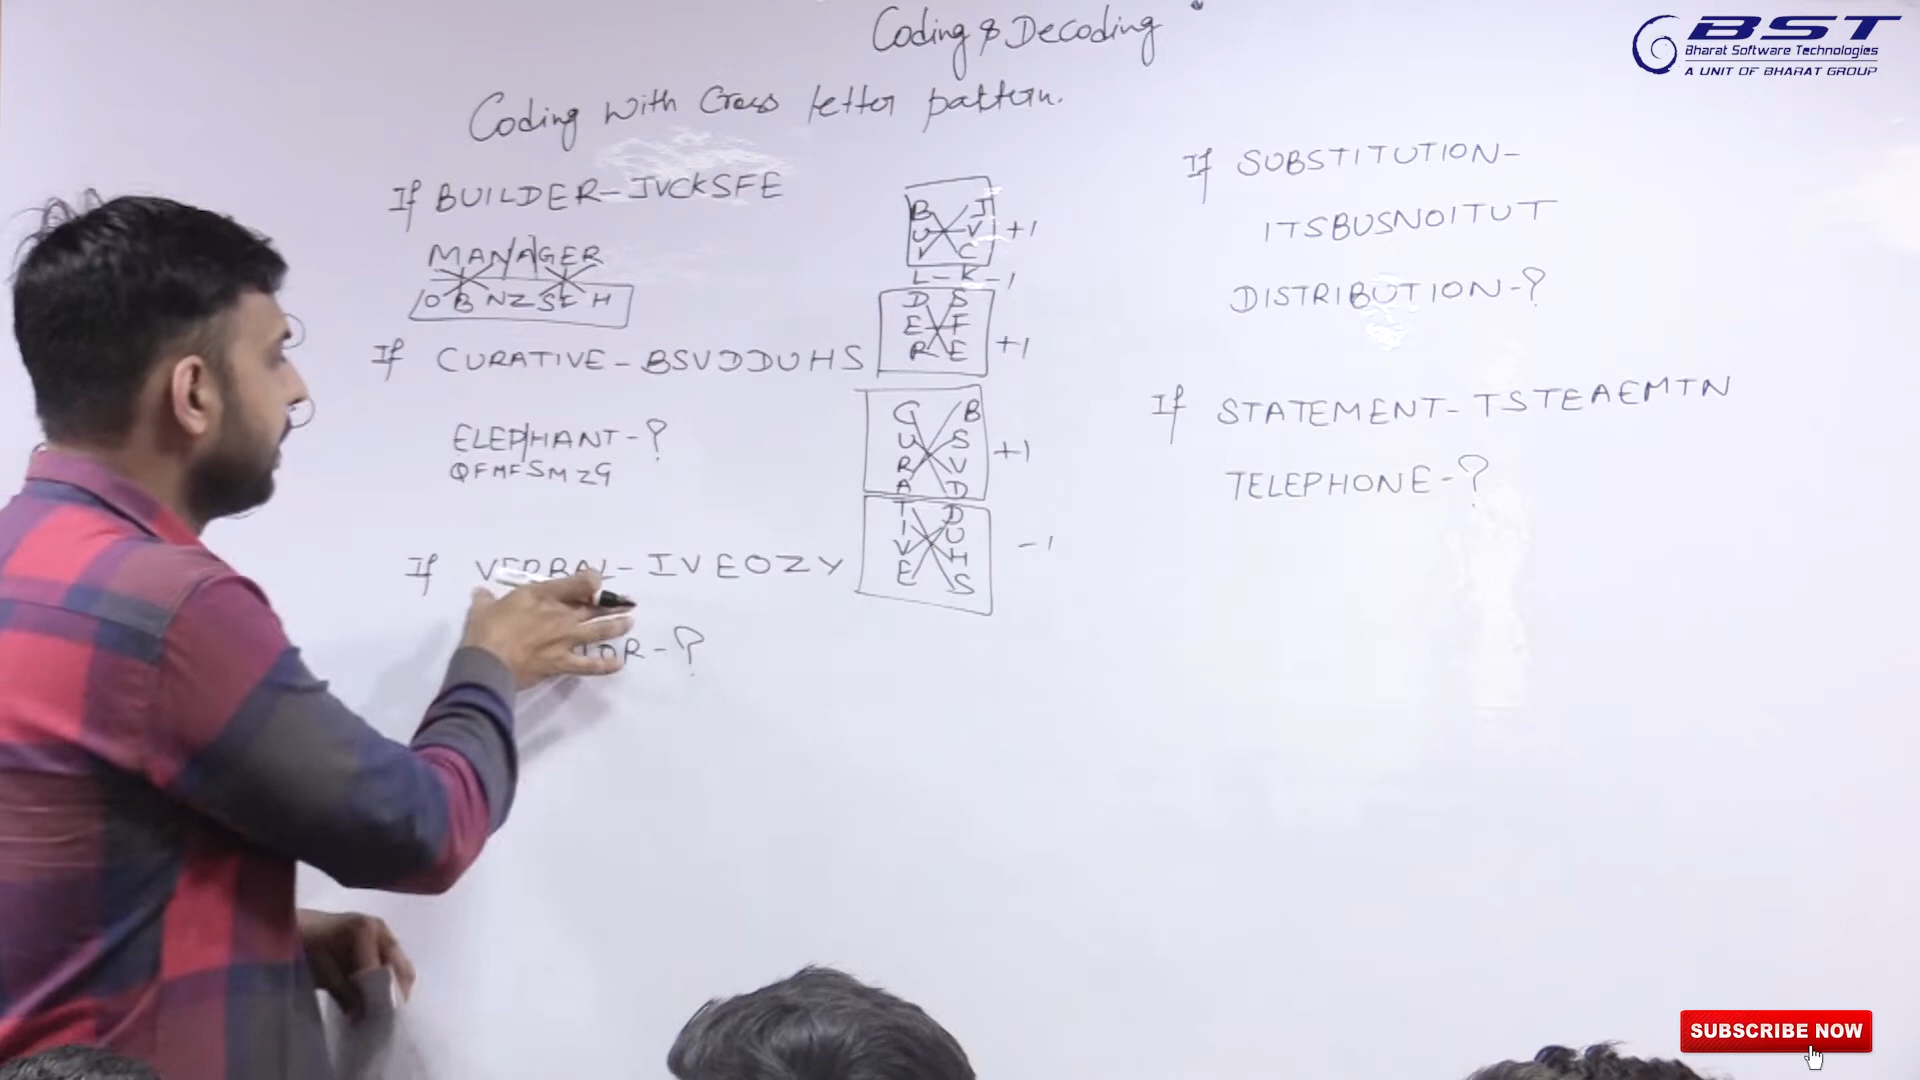 Coding & Decoding
BST
Bharat Software Technologies
A UNIT OF BHARAT GROUP
Coding with Cross letter pattern.
If BUILDER-JVCKSFE
MANAGER
OBNZSFH
If CURATIVE-BSVDDUHS
ELEPHANT-?
QFMFSMZG
If VERBAL-IVEOZY
-?
B J
U V +1
C
L-K-1
D S
E F
R E +1
C B
U S +1
R V
A D
T D
I U -1
V H
E S
If SUBSTITUTION-
ITSBUSNOITUT
DISTRIBUTION-?
If STATEMENT-TSTEAEMTN
TELEPHONE-?
SUBSCRIBE NOW